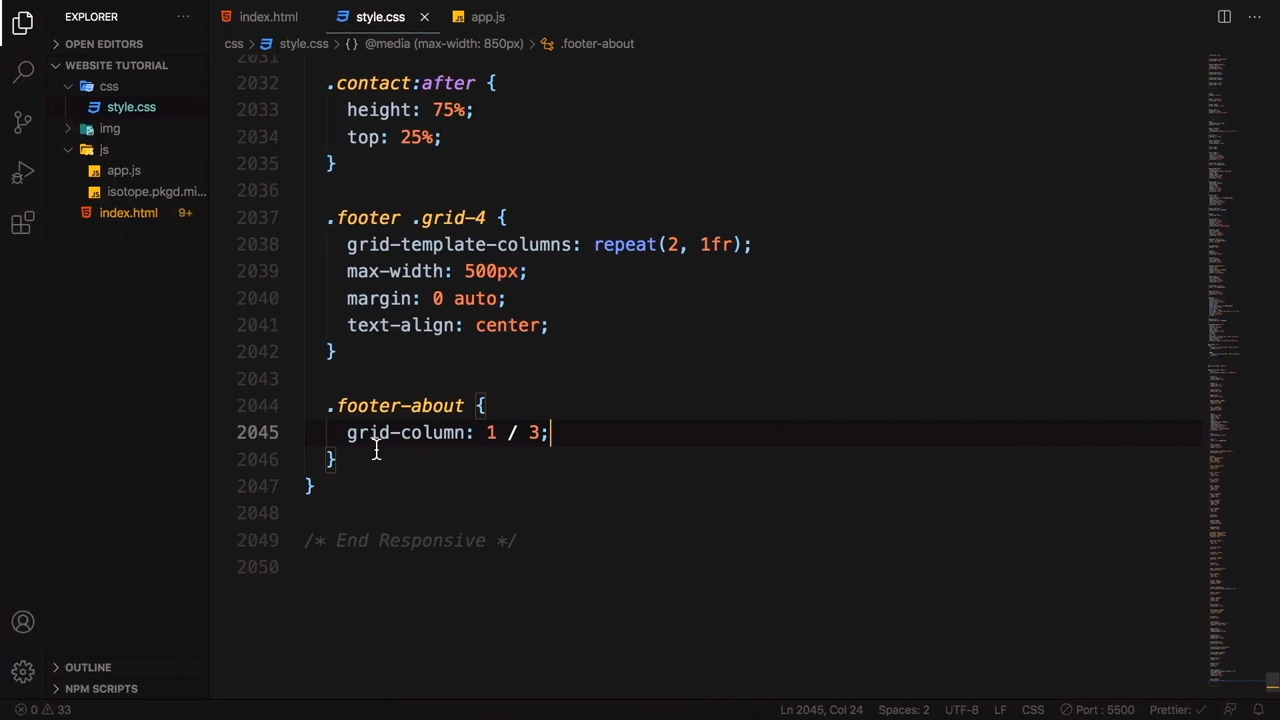 EXPLORER
index.html
style.css
app.js
OPEN EDITORS
css > style.css > {} @media (max-width: 850px) > .footer-about
WEBSITE TUTORIAL
css
style.css
img
js
app.js
isotope.pkgd.mi...
index.html 9+
2031
2032 .contact:after {
2033 height: 75%;
2034 top: 25%;
2035 }
2036
2037 .footer .grid-4 {
2038 grid-template-columns: repeat(2, 1fr);
2039 max-width: 500px;
2040 margin: 0 auto;
2041 text-align: center;
2042 }
2043
2044 .footer-about {
2045 grid-column: 1 / 3;
2046 }
2047 }
2048
2049 /* End Responsive */
2050
OUTLINE
NPM SCRIPTS
0 33 Ln 2045, Col 24 Spaces: 2 UTF-8 LF CSS Port : 5500 Prettier: ✓